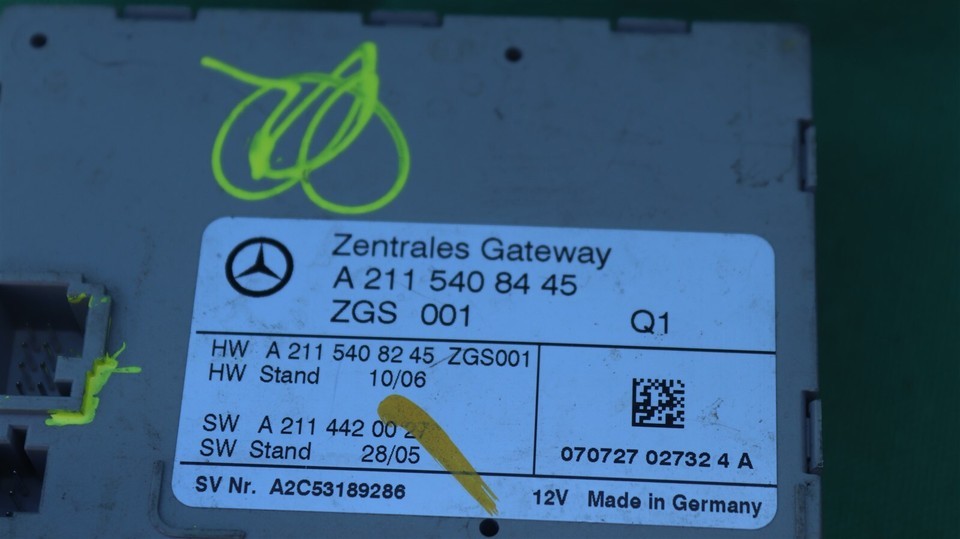 Zentrales Gateway
A 211 540 84 45
ZGS 001 Q1
HW A 211 540 82 45 ZGS001
HW Stand 10/06
SW A 211 442 00 27
SW Stand 28/05
070727 02732 4 A
SV Nr. A2C53189286
12V Made in Germany